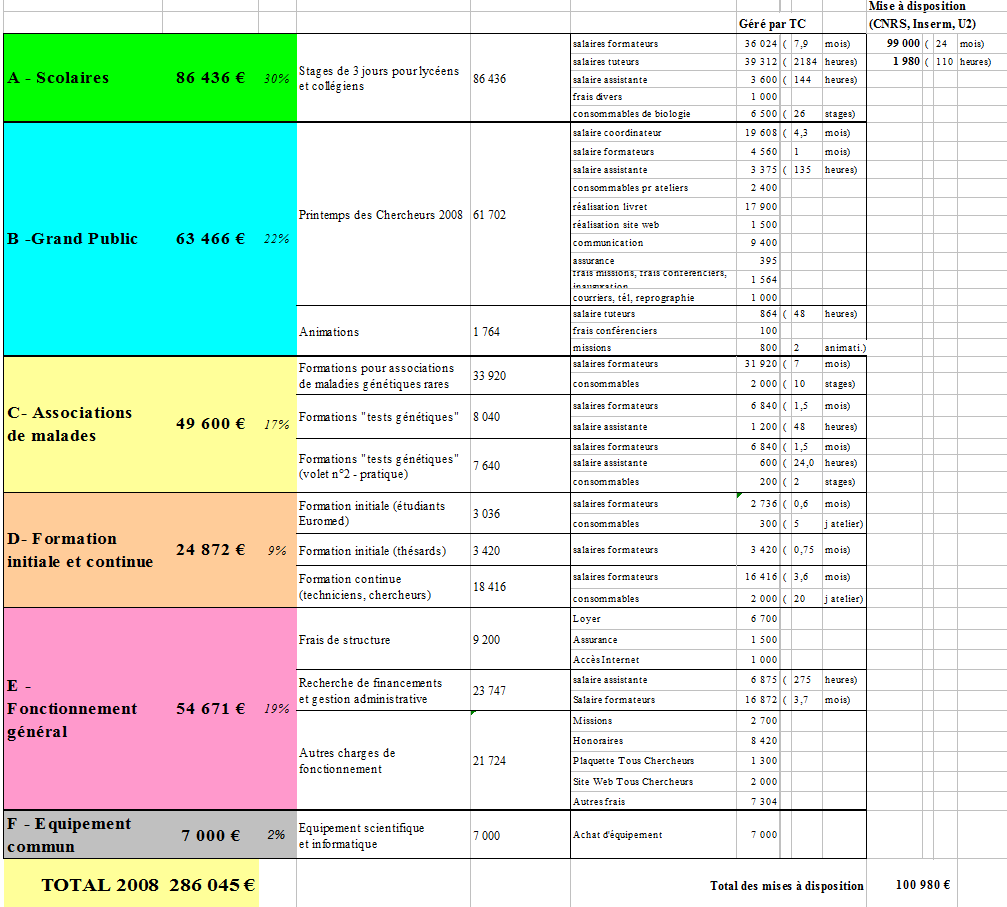 Mise à disposition
Géré par TC (CNRS, Inserm, U2)
salaires formateurs 36 024 ( 7,9 mois) 99 000 ( 24 mois)
salaires tuteurs 39 312 ( 2184 heures) 1 980 ( 110 heures)
A - Scolaires 86 436 € 30% Stages de 3 jours pour lycéens et collégiens 86 436
salaires assistante 3 600 ( 144 heures)
frais divers 1 000
consommables de biologie 6 500 ( 26 stages)
salaire coordinateur 19 608 ( 4,3 mois)
salaire formateurs 4 560 1 mois)
salaire assistante 3 375 ( 135 heures)
consommables pr ateliers 2 400
B -Grand Public 63 466 € 22% Printemps des Chercheurs 2008 61 702
réalisation livret 17 900
réalisation site web 1 500
communication 9 400
assurance 395
frais missions, frais conférenciers, inauguration 1 564
courriers, tél, reprographie 1 000
salaire tuteurs 864 ( 48 heures)
Animations 1 764 frais conférenciers 100
missions 800 2 animati.)
Formations pour associations de maladies génétiques rares 33 920
salaires formateurs 31 920 ( 7 mois)
consommables 2 000 ( 10 stages)
C- Associations de malades 49 600 € 17% Formations "tests génétiques" 8 040
salaires formateurs 6 840 ( 1,5 mois)
salaire assistante 1 200 ( 48 heures)
Formations "tests génétiques" (volet n°2 - pratique) 7 640
salaires formateurs 6 840 ( 1,5 mois)
salaire assistante 600 ( 24,0 heures)
consommables 200 ( 2 stages)
D- Formation initiale et continue 24 872 € 9%
Formation initiale (étudiants Euromed) 3 036
salaires formateurs 2 736 ( 0,6 mois)
consommables 300 ( 5 j atelier)
Formation initiale (thésards) 3 420 salaires formateurs 3 420 ( 0,75 mois)
Formation continue (techniciens, chercheurs) 18 416
salaires formateurs 16 416 ( 3,6 mois)
consommables 2 000 ( 20 j atelier)
E - Fonctionnement général 54 671 € 19%
Frais de structure 9 200
Loyer 6 700
Assurance 1 500
Accès Internet 1 000
Recherche de financements et gestion administrative 23 747
salaire assistante 6 875 ( 275 heures)
Salaire formateurs 16 872 ( 3,7 mois)
Autres charges de fonctionnement 21 724
Missions 2 700
Honoraires 8 420
Plaquette Tous Chercheurs 1 300
Site Web Tous Chercheurs 2 000
Autres frais 7 304
F - Equipement commun 7 000 € 2% Equipement scientifique et informatique 7 000 Achat d'équipement 7 000
TOTAL 2008 286 045 € Total des mises à disposition 100 980 €